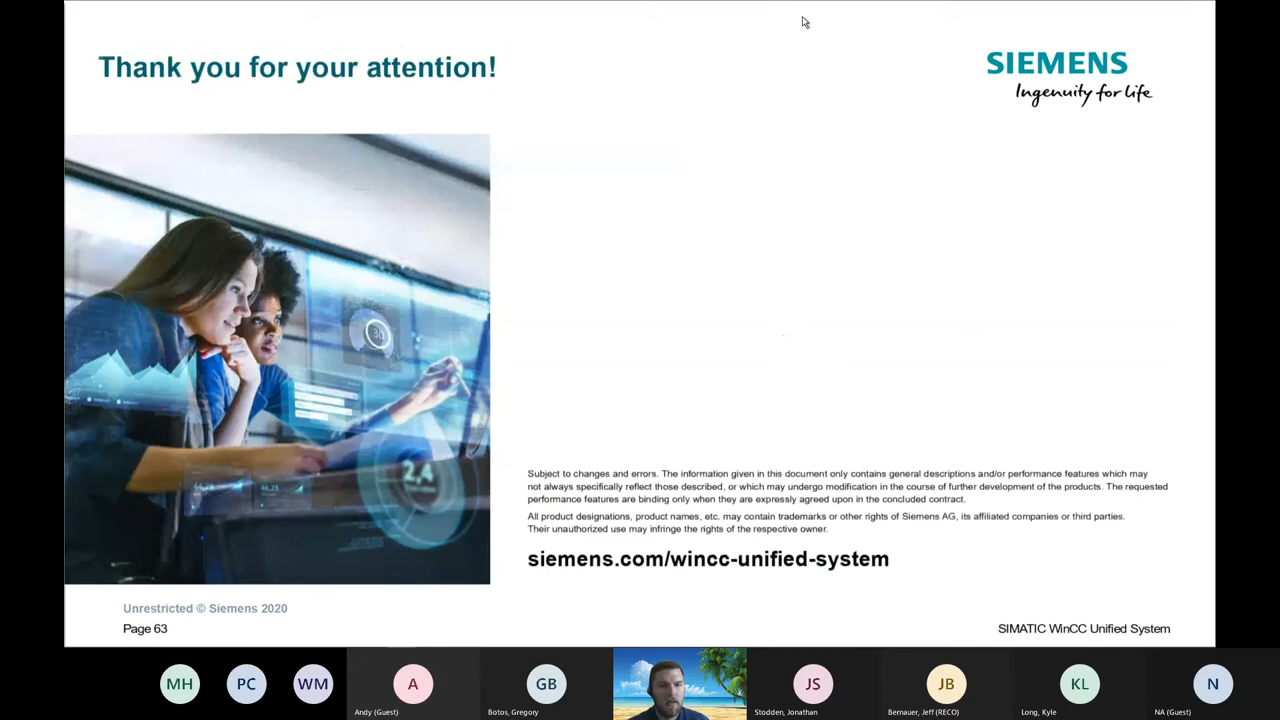 Thank you for your attention!
SIEMENS
Ingenuity for life
30
2,4
44,26
46,21
Subject to changes and errors. The information given in this document only contains general descriptions and/or performance features which may
not always specifically reflect those described, or which may undergo modification in the course of further development of the products. The requested
performance features are binding only when they are expressly agreed upon in the concluded contract.
All product designations, product names, etc. may contain trademarks or other rights of Siemens AG, its affiliated companies or third parties.
Their unauthorized use may infringe the rights of the respective owner.
siemens.com/wincc-unified-system
Unrestricted © Siemens 2020
Page 63
SIMATIC WinCC Unified System
MH
PC
WM
A
GB
JS
JB
KL
N
Andy (Guest)
Botos, Gregory
Stodden, Jonathan
Bernauer, Jeff (RECO)
Long, Kyle
NA (Guest)